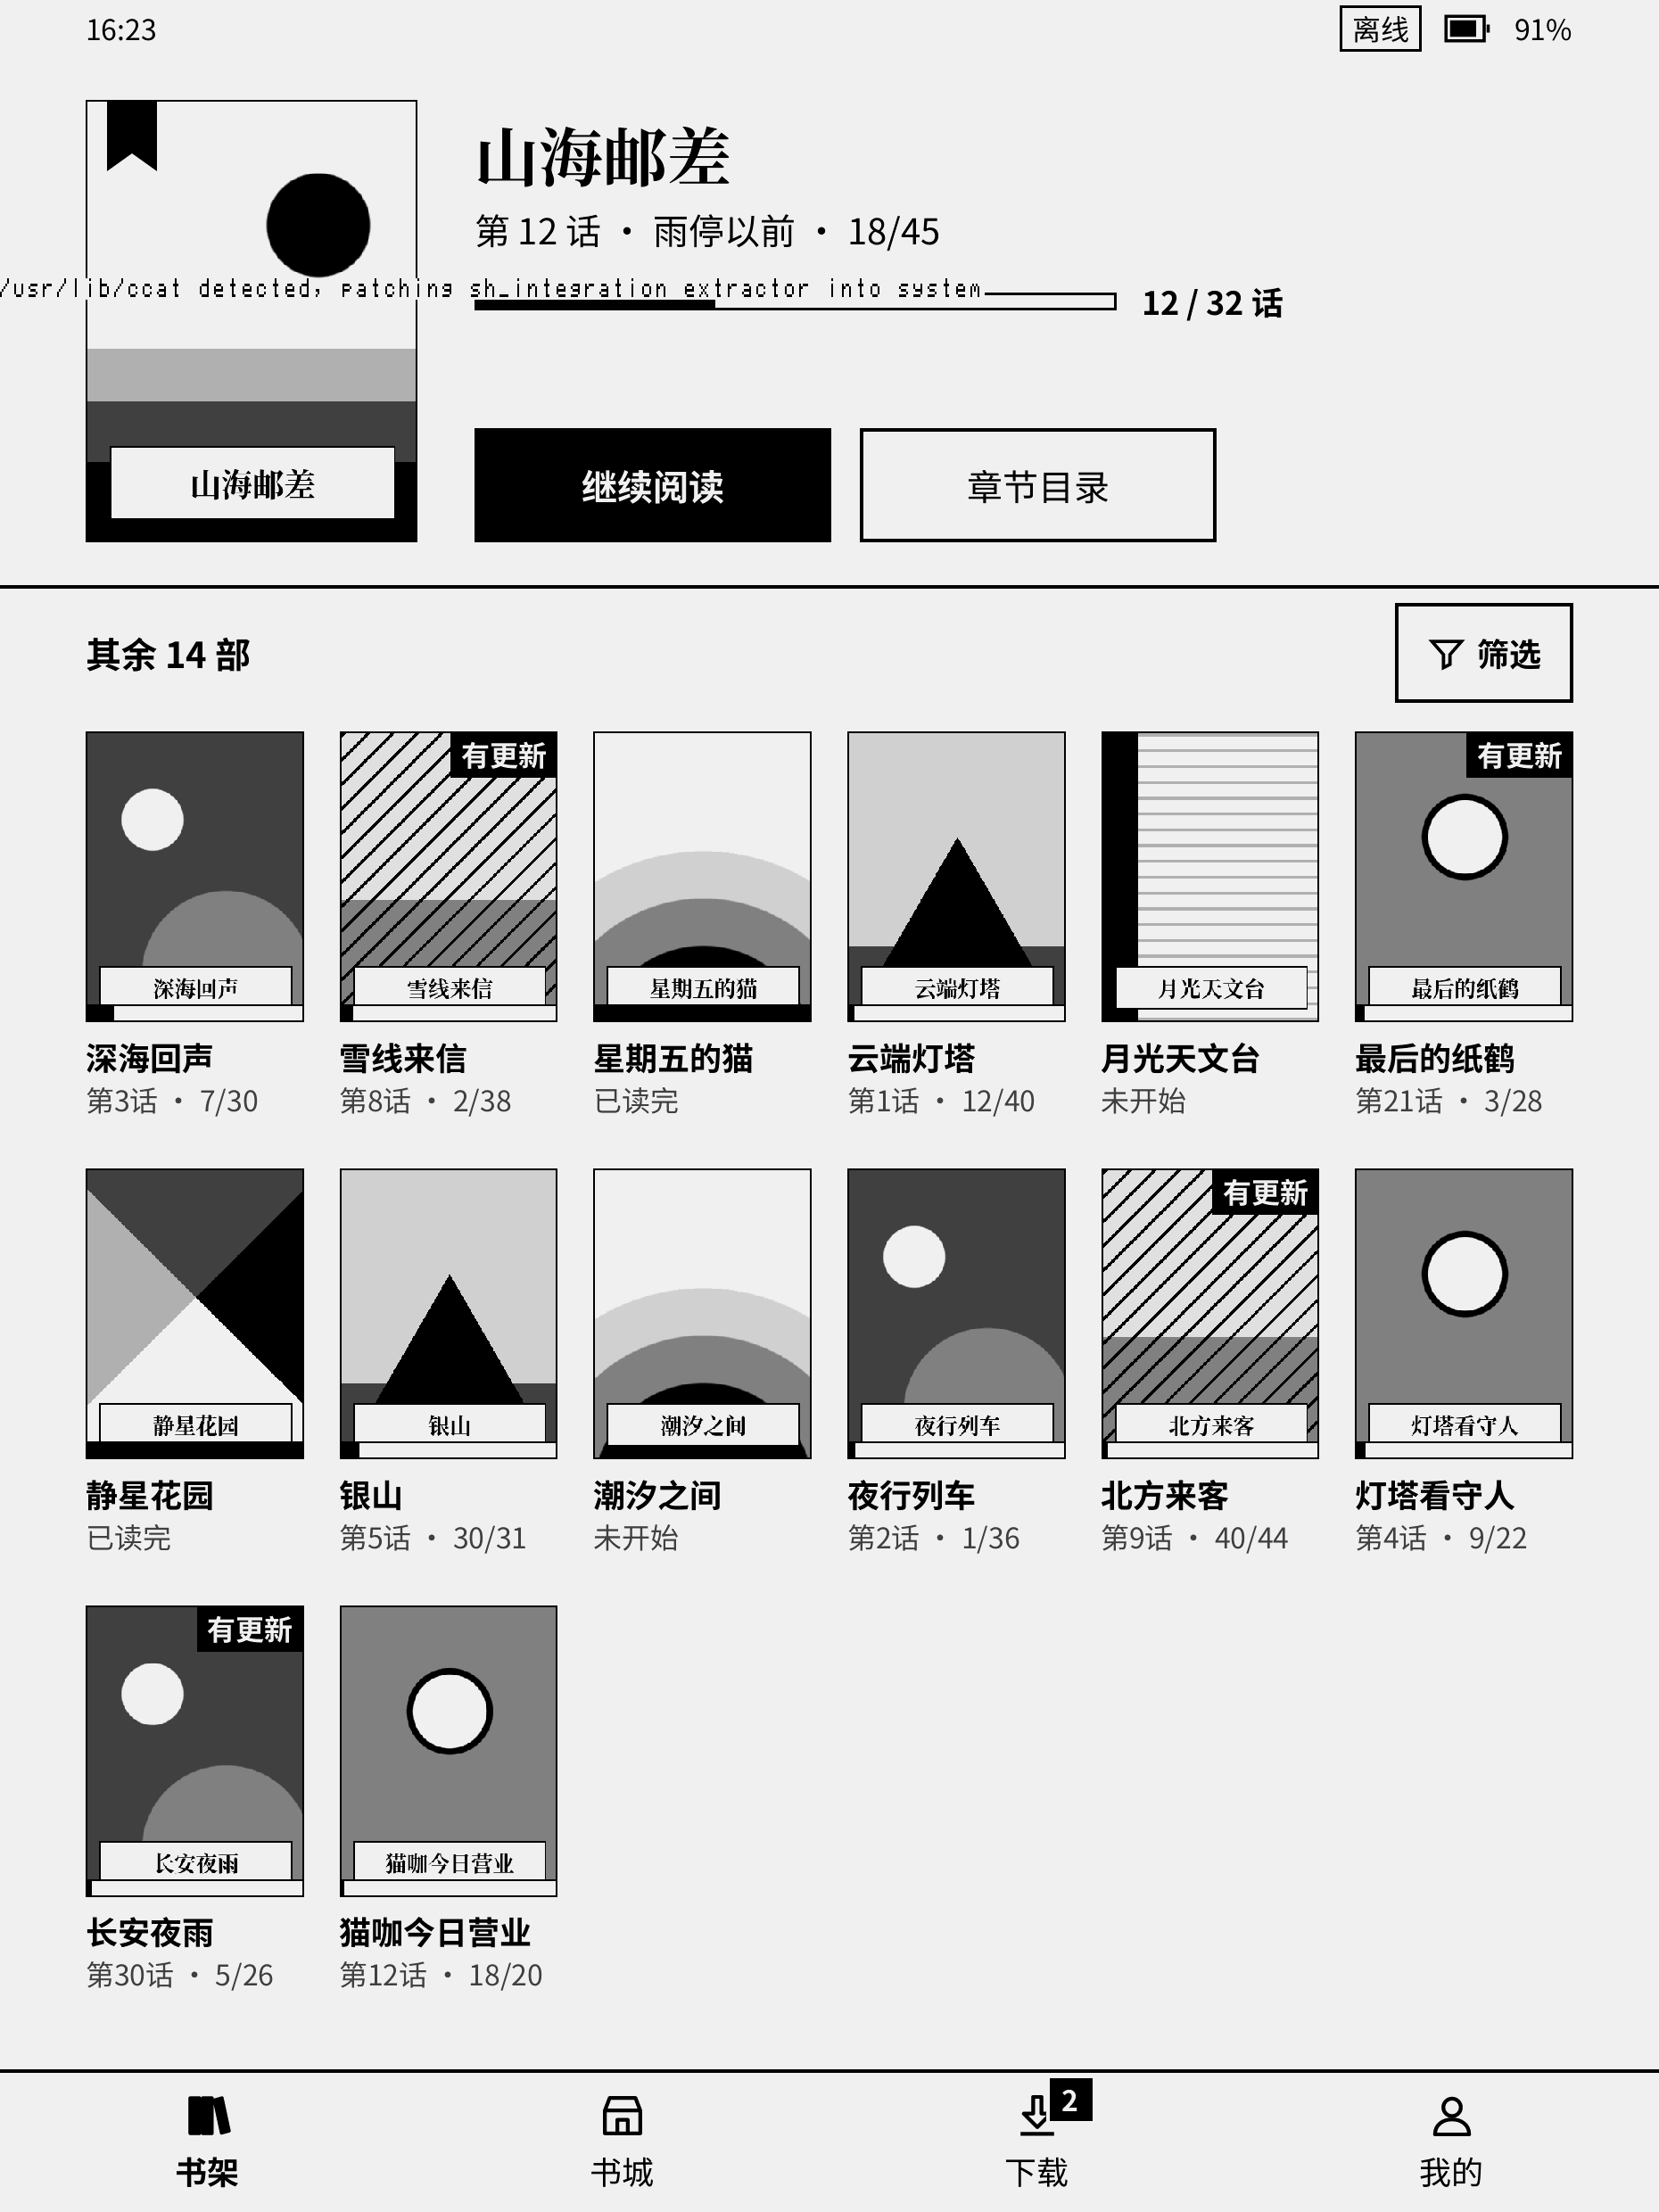 16:23
离线
91%
山海邮差
第 12 话 · 雨停以前 · 18/45
/usr/lib/ccat detected, patching sh_integration extractor into system
12 / 32 话
山海邮差
继续阅读
章节目录
其余 14 部
筛选
有更新
有更新
深海回声
雪线来信
星期五的猫
云端灯塔
月光天文台
最后的纸鹤
深海回声
雪线来信
星期五的猫
云端灯塔
月光天文台
最后的纸鹤
第3话 · 7/30
第8话 · 2/38
已读完
第1话 · 12/40
未开始
第21话 · 3/28
有更新
静星花园
银山
潮汐之间
夜行列车
北方来客
灯塔看守人
静星花园
银山
潮汐之间
夜行列车
北方来客
灯塔看守人
已读完
第5话 · 30/31
未开始
第2话 · 1/36
第9话 · 40/44
第4话 · 9/22
有更新
长安夜雨
猫咖今日营业
长安夜雨
猫咖今日营业
第30话 · 5/26
第12话 · 18/20
2
书架
书城
下载
我的